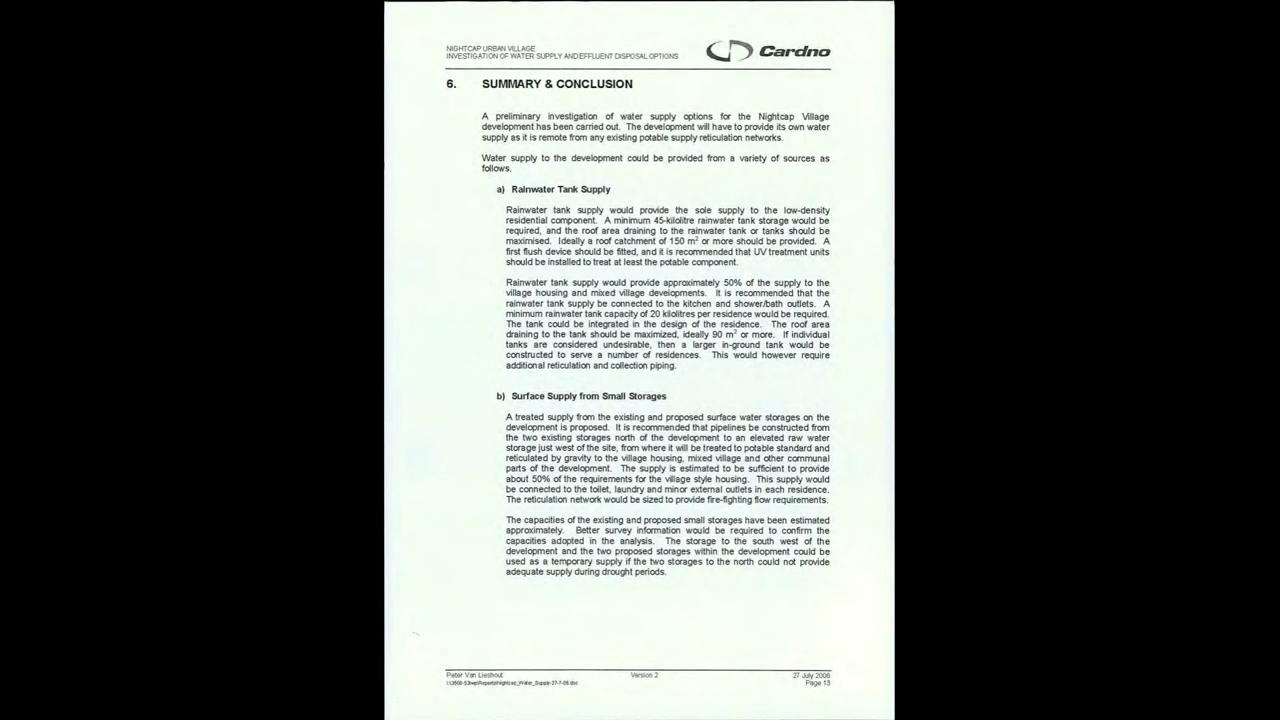 NIGHTCAP URBAN VILLAGE
INVESTIGATION OF WATER SUPPLY AND EFFLUENT DISPOSAL OPTIONS
Cardno
6. SUMMARY & CONCLUSION
A preliminary investigation of water supply options for the Nightcap Village
development has been carried out. The development will have to provide its own water
supply as it is remote from any existing potable supply reticulation networks.
Water supply to the development could be provided from a variety of sources as
follows.
a) Rainwater Tank Supply
Rainwater tank supply would provide the sole supply to the low-density
residential component. A minimum 45-kilolitre rainwater tank storage would be
required, and the roof area draining to the rainwater tank or tanks should be
maximised. Ideally a roof catchment of 150 m² or more should be provided. A
first flush device should be fitted, and it is recommended that UV treatment units
should be installed to treat at least the potable component.
Rainwater tank supply would provide approximately 50% of the supply to the
village housing and mixed village developments. It is recommended that the
rainwater tank supply be connected to the kitchen and shower/bath outlets. A
minimum rainwater tank capacity of 20 kilolitres per residence would be required.
The tank could be integrated in the design of the residence. The roof area
draining to the tank should be maximized, ideally 90 m² or more. If individual
tanks are considered undesirable, then a larger in-ground tank would be
constructed to serve a number of residences. This would however require
additional reticulation and collection piping.
b) Surface Supply from Small Storages
A treated supply from the existing and proposed surface water storages on the
development is proposed. It is recommended that pipelines be constructed from
the two existing storages north of the development to an elevated raw water
storage just west of the site, from where it will be treated to potable standard and
reticulated by gravity to the village housing, mixed village and other communal
parts of the development. The supply is estimated to be sufficient to provide
about 50% of the requirements for the village style housing. This supply would
be connected to the toilet, laundry and minor external outlets in each residence.
The reticulation network would be sized to provide fire-fighting flow requirements.
The capacities of the existing and proposed small storages have been estimated
approximately. Better survey information would be required to confirm the
capacities adopted in the analysis. The storage to the south west of the
development and the two proposed storages within the development could be
used as a temporary supply if the two storages to the north could not provide
adequate supply during drought periods.
Peter Van Lieshout Version 2 27 July 2006
Page 13